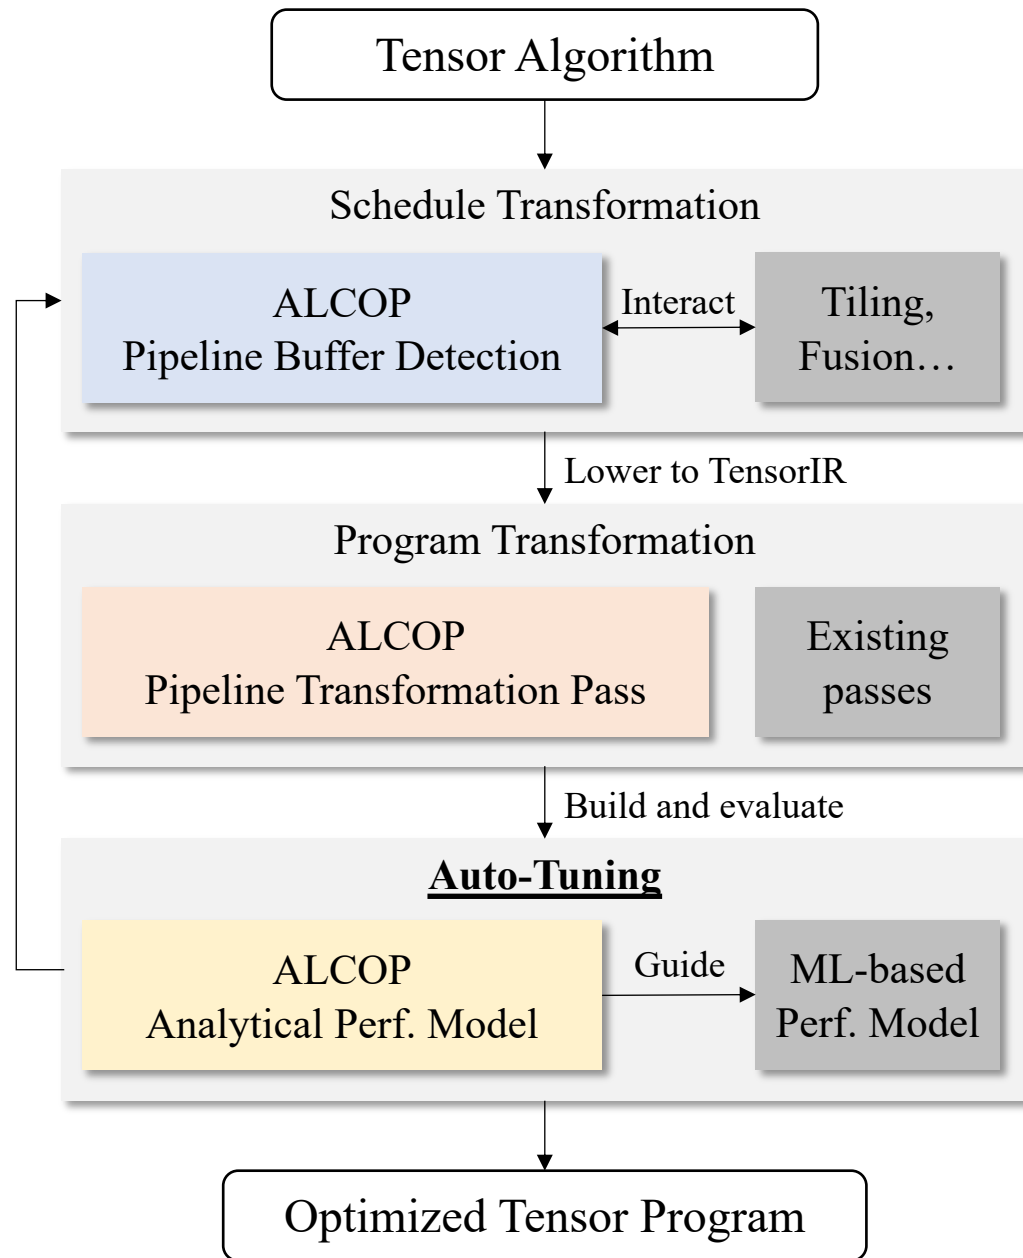 Tensor Algorithm
Schedule Transformation
ALCOP
Pipeline Buffer Detection
Interact
Tiling,
Fusion…
Lower to TensorIR
Program Transformation
ALCOP
Pipeline Transformation Pass
Existing
passes
Build and evaluate
Auto-Tuning
ALCOP
Analytical Perf. Model
Guide
ML-based
Perf. Model
Optimized Tensor Program